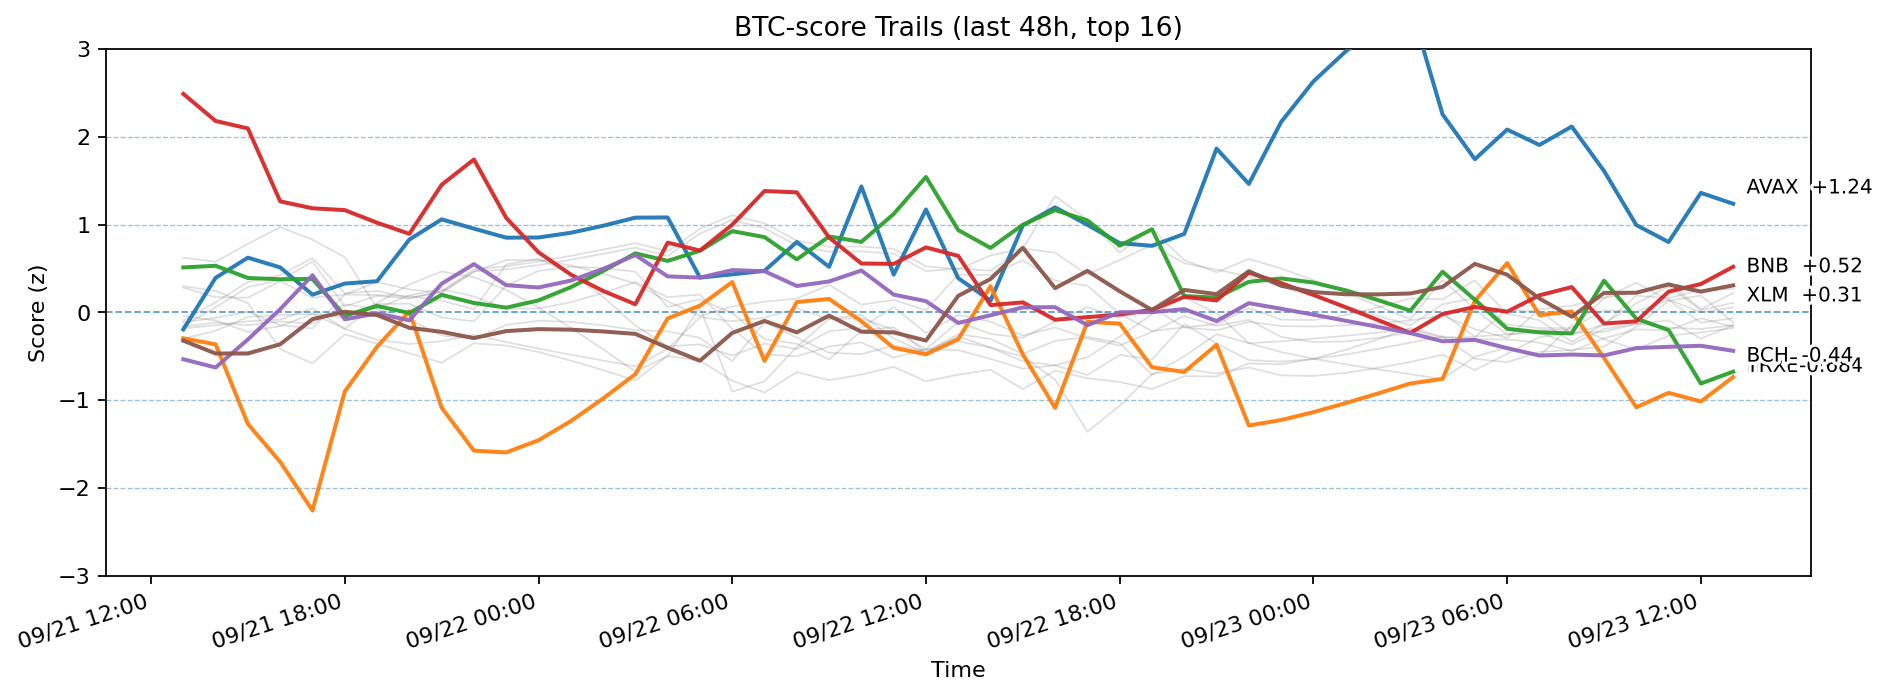 BTC-score Trails (last 48h, top 16)
Score (z)
3
2
1
0
−1
−2
−3
AVAX +1.24
BNB +0.52
XLM +0.31
BCH -0.44
09/21 12:00
09/21 18:00
09/22 00:00
09/22 06:00
09/22 12:00
09/22 18:00
09/23 00:00
09/23 06:00
09/23 12:00
Time